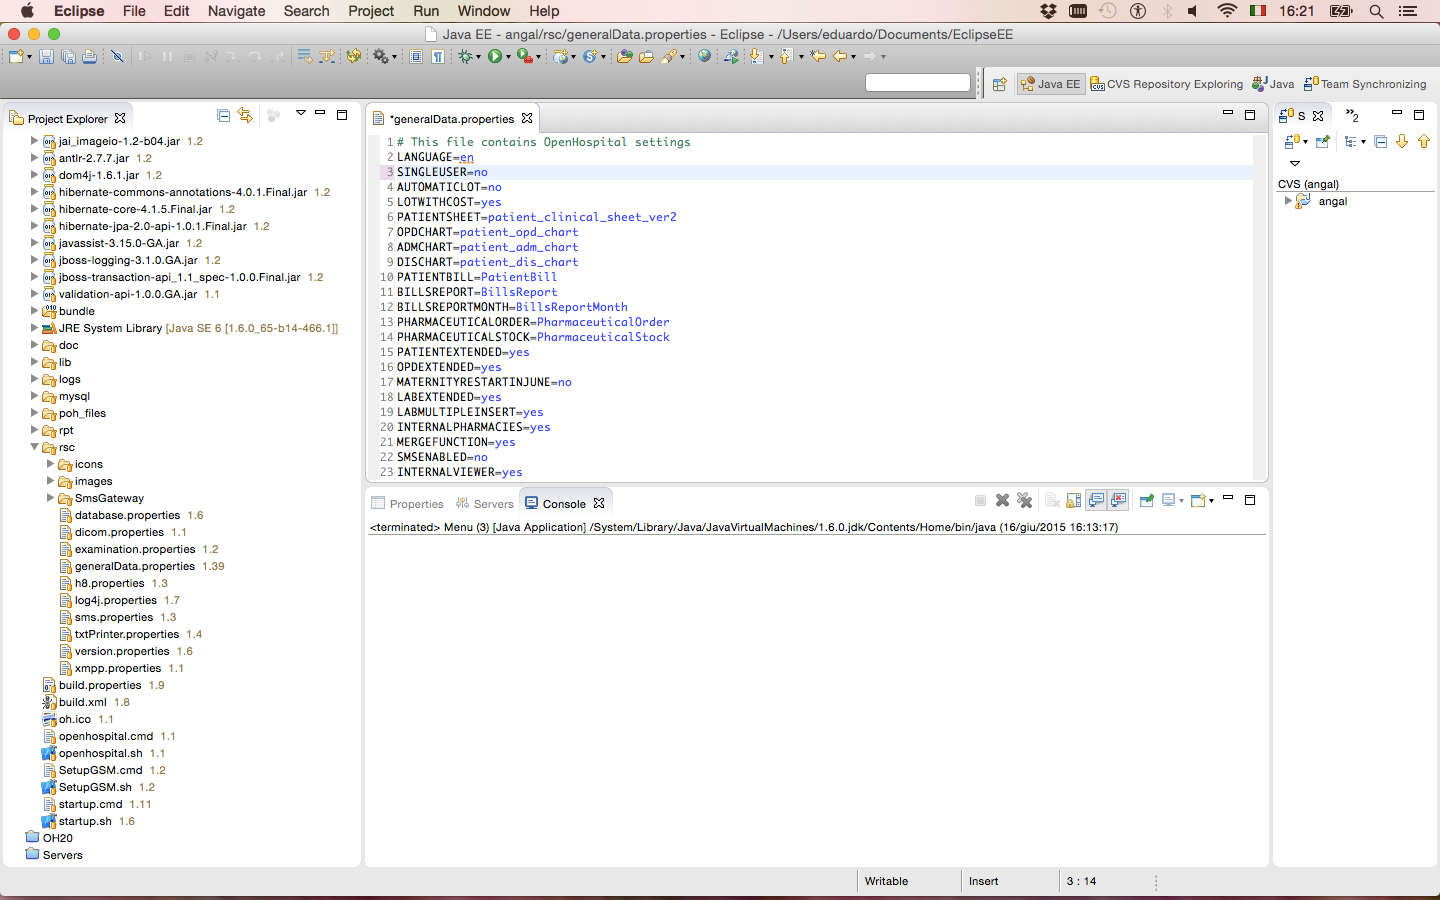 Eclipse File Edit Navigate Search Project Run Window Help 16:21
Java EE - angal/rsc/generalData.properties - Eclipse - /Users/eduardo/Documents/EclipseEE
Java EE CVS Repository Exploring Java Team Synchronizing
Project Explorer
jai_imageio-1.2-b04.jar 1.2
antlr-2.7.7.jar 1.2
dom4j-1.6.1.jar 1.2
hibernate-commons-annotations-4.0.1.Final.jar 1.2
hibernate-core-4.1.5.Final.jar 1.2
hibernate-jpa-2.0-api-1.0.1.Final.jar 1.2
javassist-3.15.0-GA.jar 1.2
jboss-logging-3.1.0.GA.jar 1.2
jboss-transaction-api_1.1_spec-1.0.0.Final.jar 1.2
validation-api-1.0.0.GA.jar 1.1
bundle
JRE System Library [Java SE 6 [1.6.0_65-b14-466.1]]
doc
lib
logs
mysql
poh_files
rpt
rsc
icons
images
SmsGateway
database.properties 1.6
dicom.properties 1.1
examination.properties 1.2
generalData.properties 1.39
h8.properties 1.3
log4j.properties 1.7
sms.properties 1.3
txtPrinter.properties 1.4
version.properties 1.6
xmpp.properties 1.1
build.properties 1.9
build.xml 1.8
oh.ico 1.1
openhospital.cmd 1.1
openhospital.sh 1.1
SetupGSM.cmd 1.2
SetupGSM.sh 1.2
startup.cmd 1.11
startup.sh 1.6
OH20
Servers
*generalData.properties
1 # This file contains OpenHospital settings
2 LANGUAGE=en
3 SINGLEUSER=no
4 AUTOMATICLOT=no
5 LOTWITHCOST=yes
6 PATIENTSHEET=patient_clinical_sheet_ver2
7 OPDCHART=patient_opd_chart
8 ADMCHART=patient_adm_chart
9 DISCHART=patient_dis_chart
10 PATIENTBILL=PatientBill
11 BILLSREPORT=BillsReport
12 BILLSREPORTMONTH=BillsReportMonth
13 PHARMACEUTICALORDER=PharmaceuticalOrder
14 PHARMACEUTICALSTOCK=PharmaceuticalStock
15 PATIENTEXTENDED=yes
16 OPDEXTENDED=yes
17 MATERNITYRESTARTINJUNE=no
18 LABEXTENDED=yes
19 LABMULTIPLEINSERT=yes
20 INTERNALPHARMACIES=yes
21 MERGEFUNCTION=yes
22 SMSENABLED=no
23 INTERNALVIEWER=yes
Properties Servers Console
<terminated> Menu (3) [Java Application] /System/Library/Java/JavaVirtualMachines/1.6.0.jdk/Contents/Home/bin/java (16/giu/2015 16:13:17)
S »2
CVS (angal)
angal
Writable Insert 3 : 14